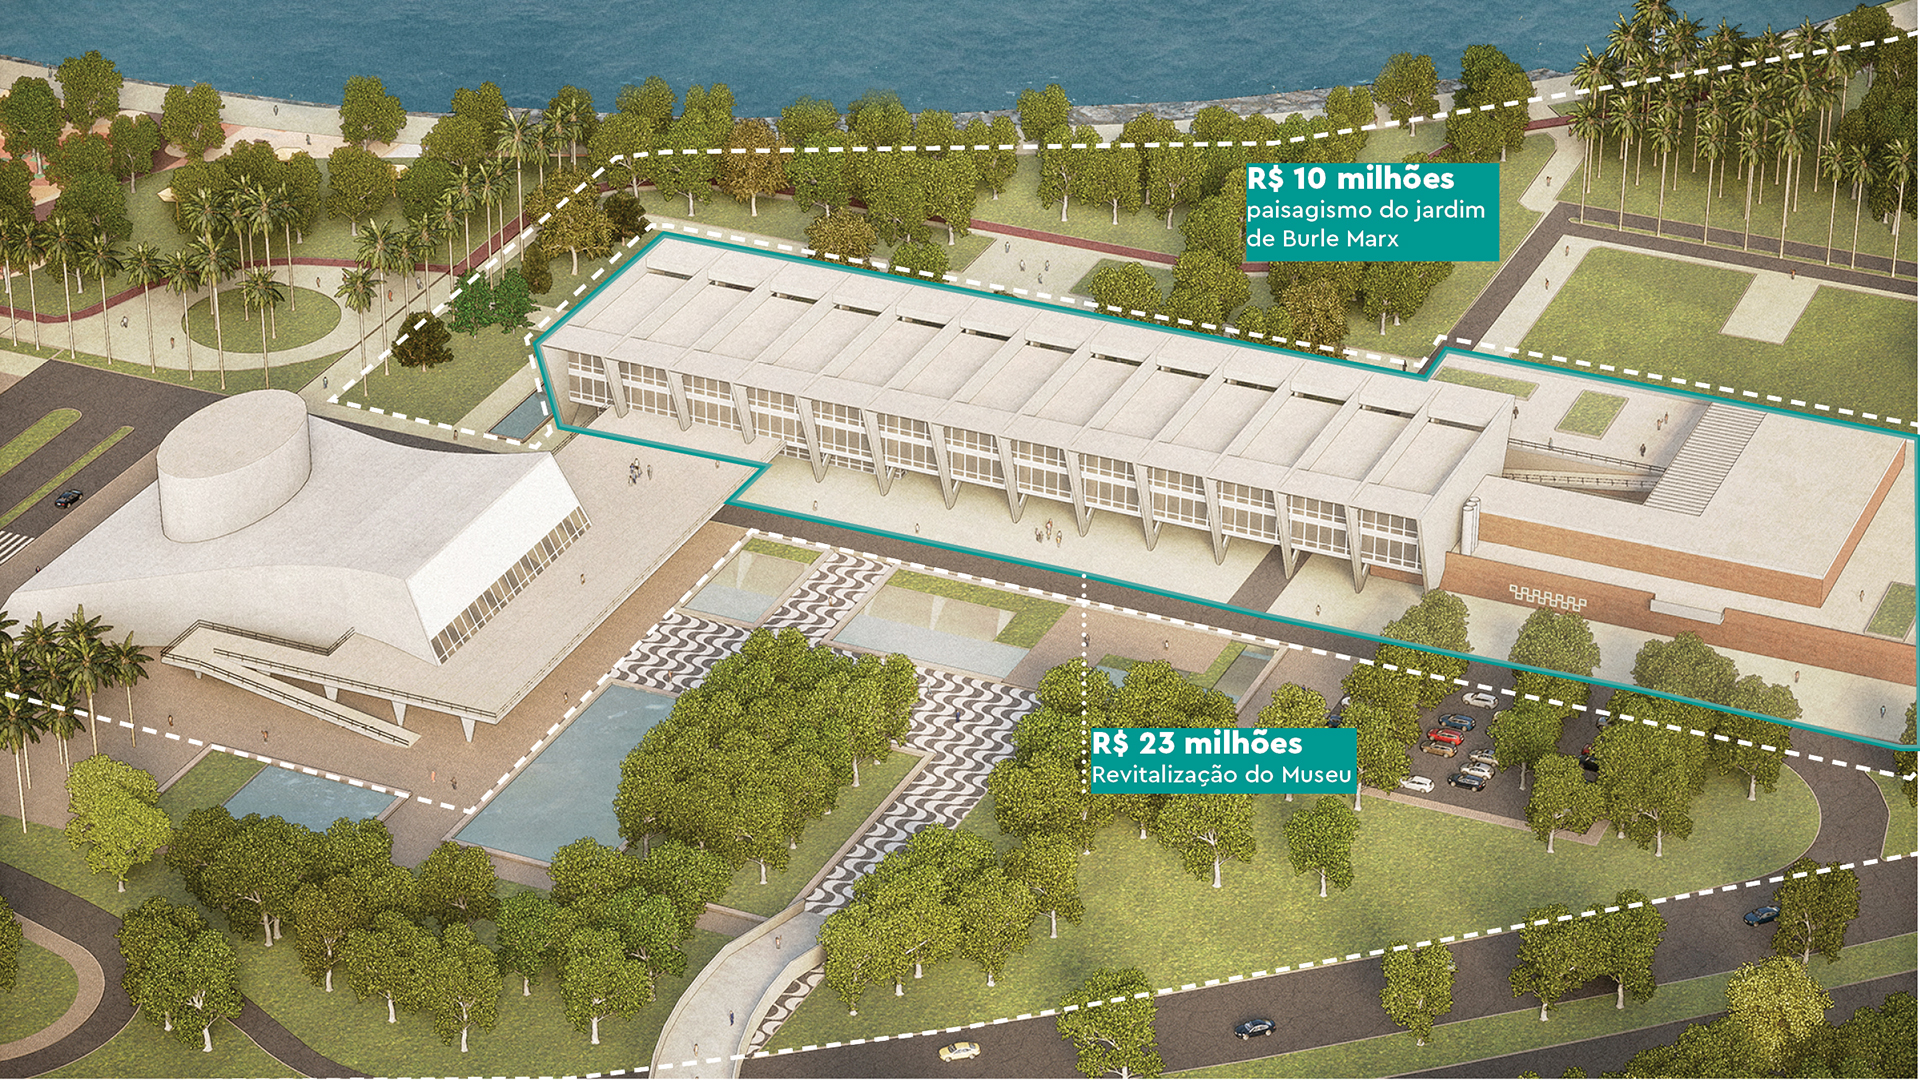 R$ 10 milhões
paisagismo do jardim
de Burle Marx
R$ 23 milhões
Revitalização do Museu